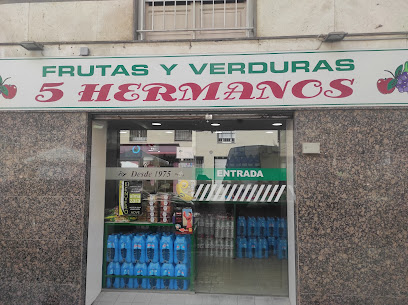 FRUTAS Y VERDURAS
5 HERMANOS
Desde 1975
ENTRADA